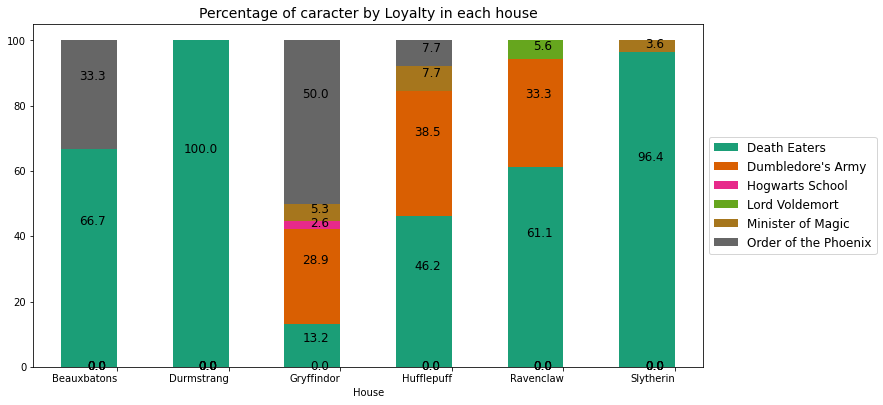 Percentage of caracter by Loyalty in each house
100
80
60
40
20
0
33.3
66.7
0.0
100.0
0.0
50.0
5.3
2.6
28.9
13.2
0.0
7.7
7.7
38.5
46.2
0.0
5.6
33.3
61.1
0.0
3.6
96.4
0.0
Beauxbatons
Durmstrang
Gryffindor
Hufflepuff
Ravenclaw
Slytherin
House
Death Eaters
Dumbledore's Army
Hogwarts School
Lord Voldemort
Minister of Magic
Order of the Phoenix